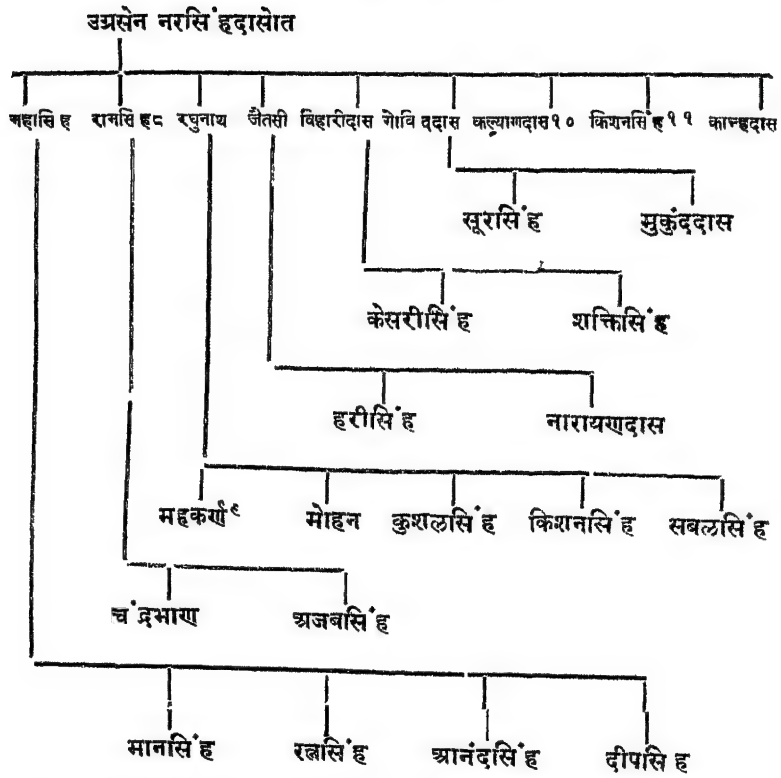 उग्रसेन नरसिंहदासोत
महासिंह रामसिंह८ रघुनाथ जैतसी विहारीदास गोविंददास कल्याणदास१० किशनसिंह११ कान्हदास
सूरसिंह मुकुंददास
केसरीसिंह शक्तिसिंह
हरीसिंह नारायणदास
महकर्ण९ मोहन कुशलसिंह किशनसिंह सबलसिंह
चंद्रभाण अजबसिंह
मानसिंह रत्नसिंह आनंदसिंह दीपसिंह